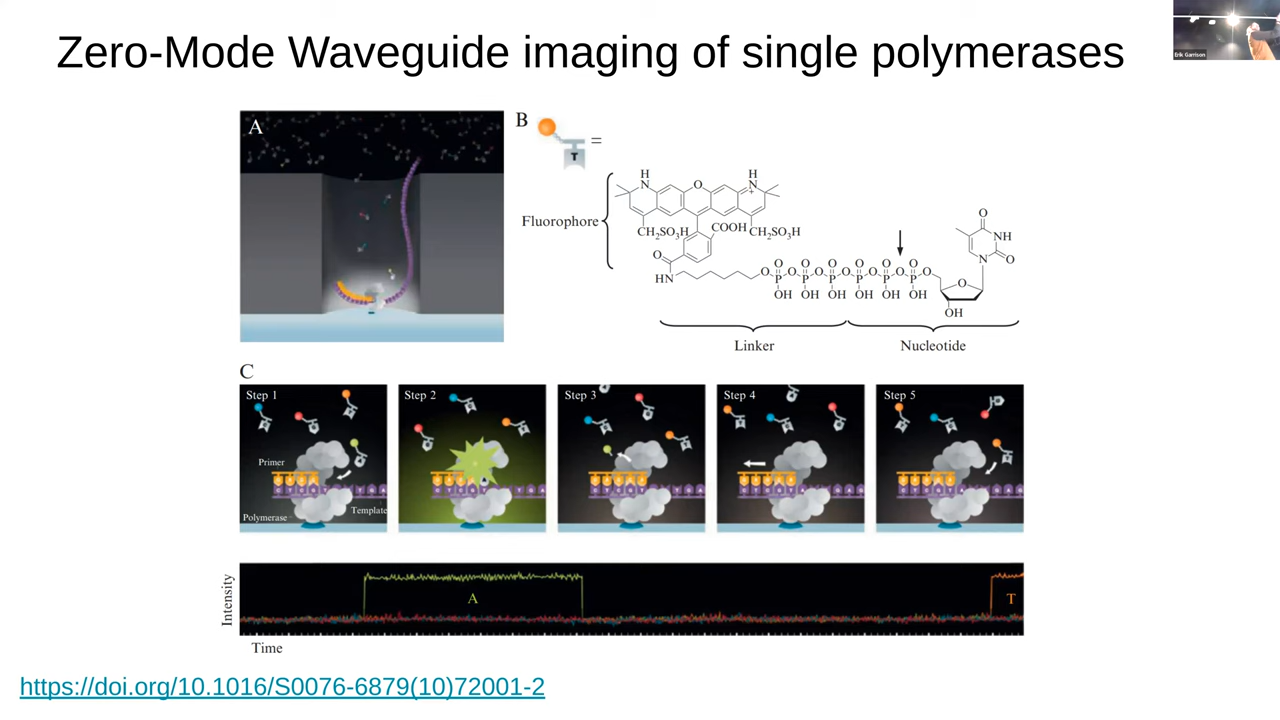 Zero-Mode Waveguide imaging of single polymerases
Erik Garrison
A
B
T
=
Fluorophore
H
N
O
H
N
+
CH2SO3H
COOH
CH2SO3H
O
HN
O
O
P
OH
O
O
P
OH
O
O
P
OH
O
O
P
OH
O
O
P
OH
O
O
P
OH
O
O
OH
O
NH
N
O
Linker
Nucleotide
C
Step 1
Step 2
Step 3
Step 4
Step 5
Primer
Polymerase
Template
Intensity
A
T
Time
https://doi.org/10.1016/S0076-6879(10)72001-2